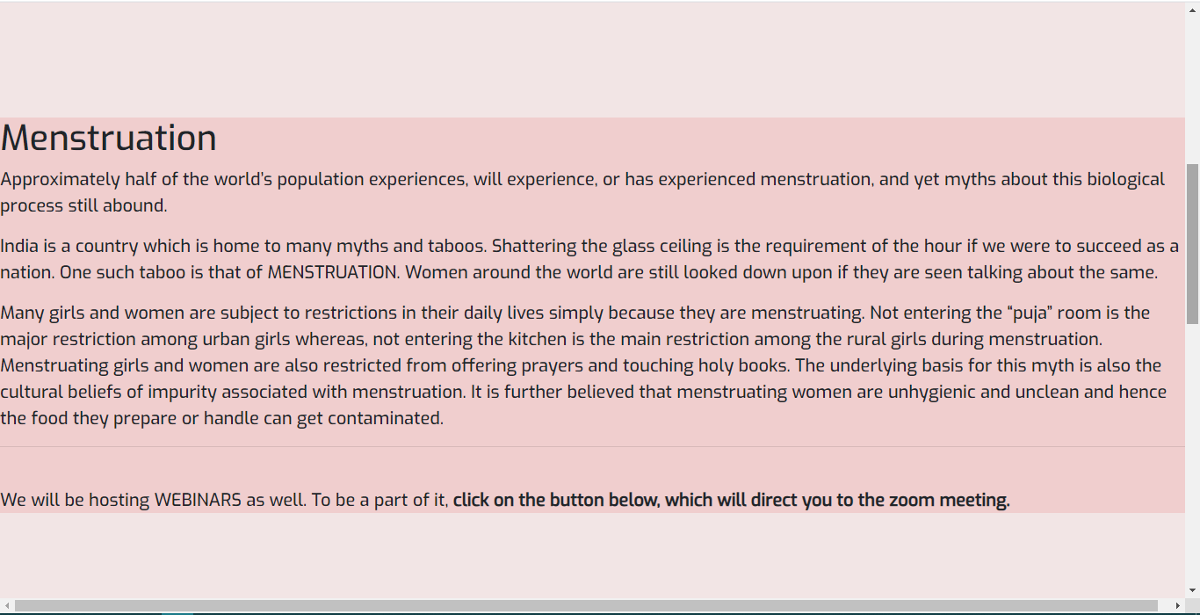 Menstruation
Approximately half of the world’s population experiences, will experience, or has experienced menstruation, and yet myths about this biological
process still abound.
India is a country which is home to many myths and taboos. Shattering the glass ceiling is the requirement of the hour if we were to succeed as a
nation. One such taboo is that of MENSTRUATION. Women around the world are still looked down upon if they are seen talking about the same.
Many girls and women are subject to restrictions in their daily lives simply because they are menstruating. Not entering the “puja” room is the
major restriction among urban girls whereas, not entering the kitchen is the main restriction among the rural girls during menstruation.
Menstruating girls and women are also restricted from offering prayers and touching holy books. The underlying basis for this myth is also the
cultural beliefs of impurity associated with menstruation. It is further believed that menstruating women are unhygienic and unclean and hence
the food they prepare or handle can get contaminated.
We will be hosting WEBINARS as well. To be a part of it, click on the button below, which will direct you to the zoom meeting.